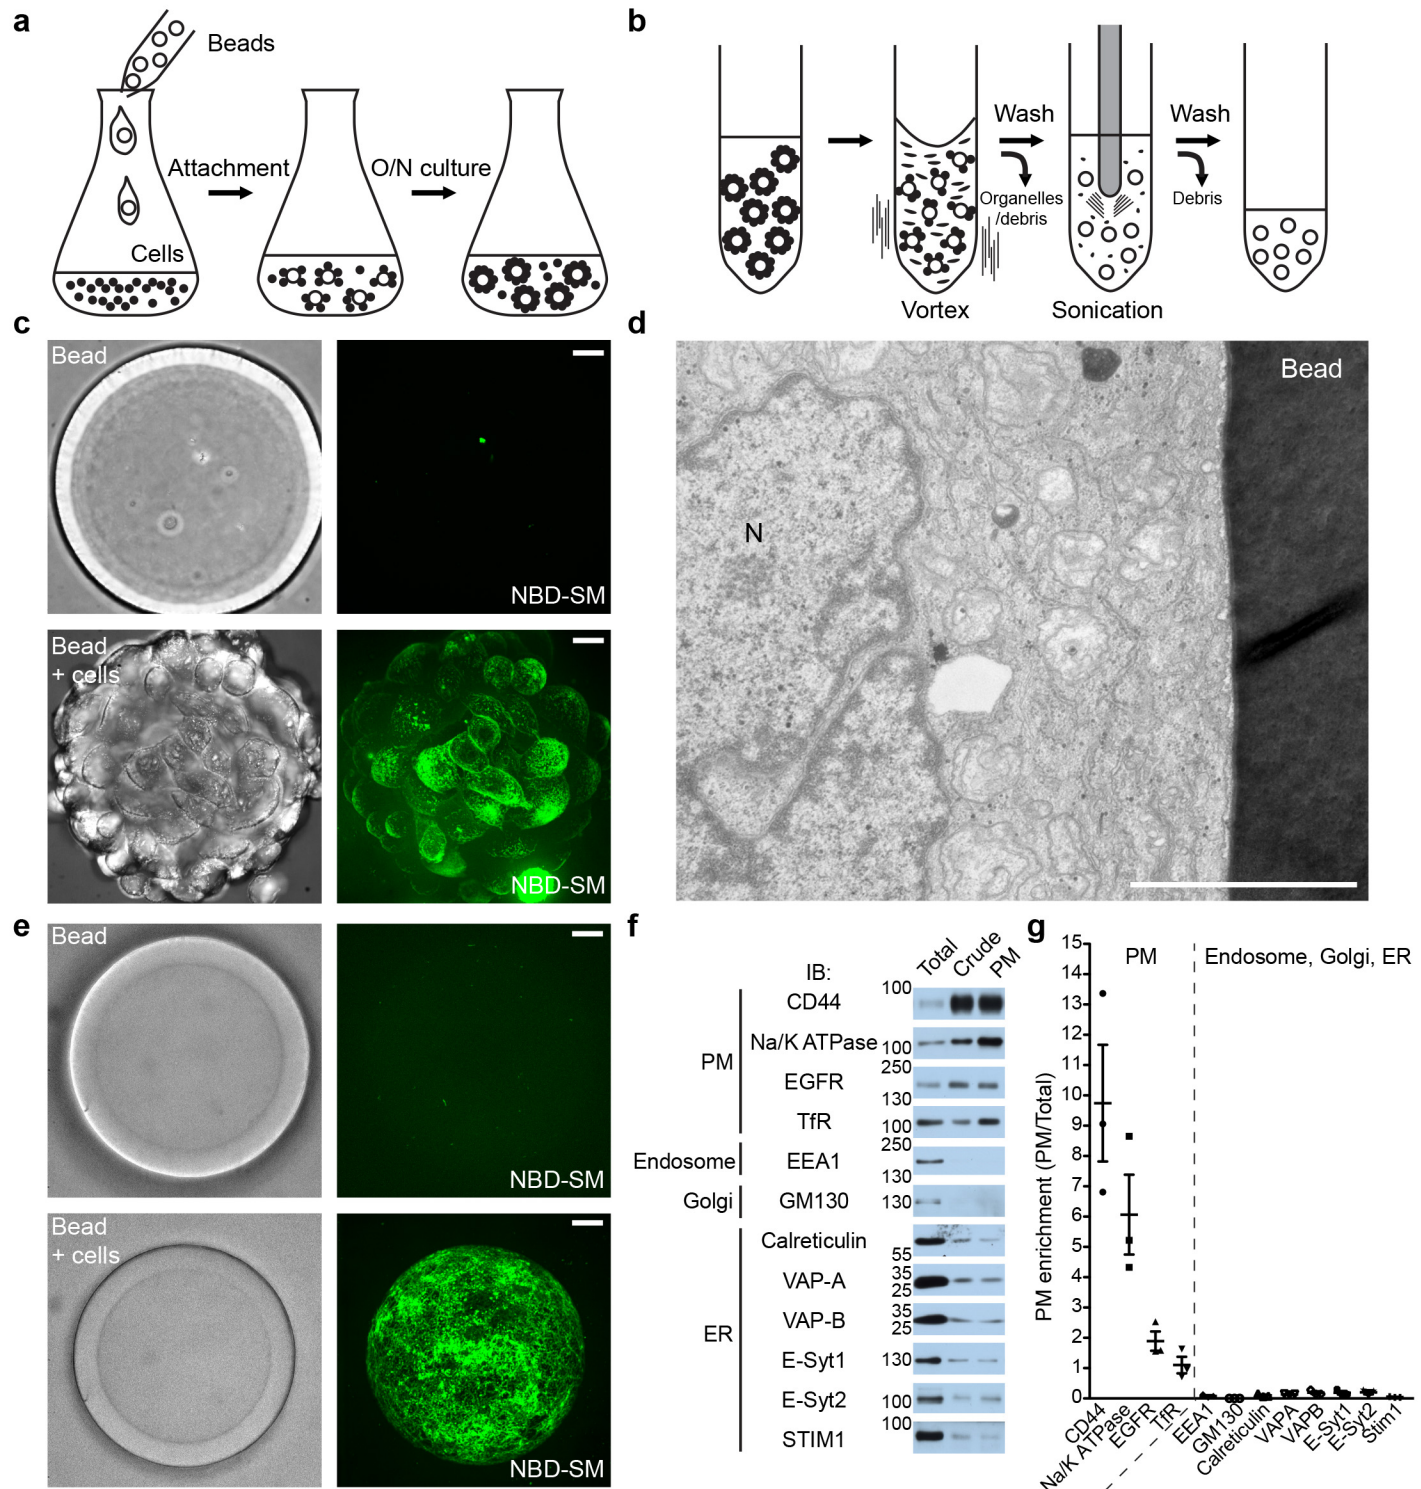 a
Beads
Attachment
O/N culture
Cells
b
Wash
Wash
Organelles
/debris
Debris
Vortex
Sonication
c
Bead
NBD-SM
Bead
+ cells
NBD-SM
d
Bead
N
e
Bead
NBD-SM
Bead
+ cells
NBD-SM
f
Total
Crude
PM
IB:
PM
CD44
100
Na/K ATPase
100
EGFR
250
130
TfR
100
Endosome
EEA1
250
130
Golgi
GM130
130
ER
Calreticulin
55
VAP-A
35
25
VAP-B
35
25
E-Syt1
130
E-Syt2
100
STIM1
100
g
PM
Endosome, Golgi, ER
PM enrichment (PM/Total)
15
14
13
12
11
10
9
8
7
6
5
4
3
2
1
0
CD44
Na/K ATPase
EGFR
TfR
EEA1
GM130
Calreticulin
VAPA
VAPB
E-Syt1
E-Syt2
Stim1